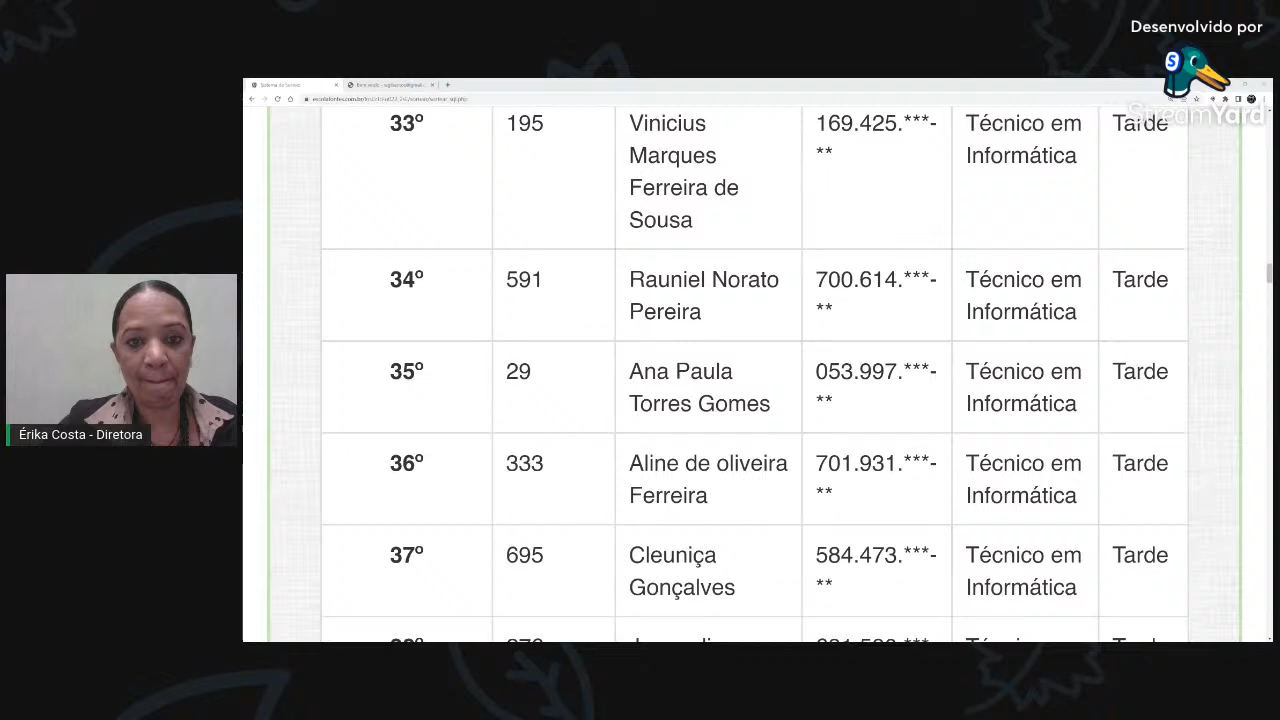 Desenvolvido por
StreamYard
Sistema de Sorteio
33º 195 Vinicius 169.425.***- Técnico em Tarde
Marques ** Informática
Ferreira de
Sousa
34º 591 Rauniel Norato 700.614.***- Técnico em Tarde
Pereira ** Informática
35º 29 Ana Paula 053.997.***- Técnico em Tarde
Torres Gomes ** Informática
36º 333 Aline de oliveira 701.931.***- Técnico em Tarde
Ferreira ** Informática
37º 695 Cleuniça 584.473.***- Técnico em Tarde
Gonçalves ** Informática
Érika Costa - Diretora